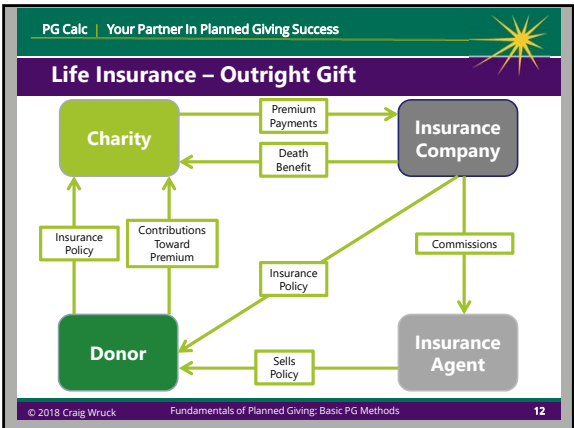 PG Calc | Your Partner In Planned Giving Success
Life Insurance – Outright Gift
Charity
Premium
Payments
Insurance
Company
Death
Benefit
Insurance
Policy
Contributions
Toward
Premium
Commissions
Insurance
Policy
Donor
Sells
Policy
Insurance
Agent
© 2018 Craig Wruck
Fundamentals of Planned Giving: Basic PG Methods
12